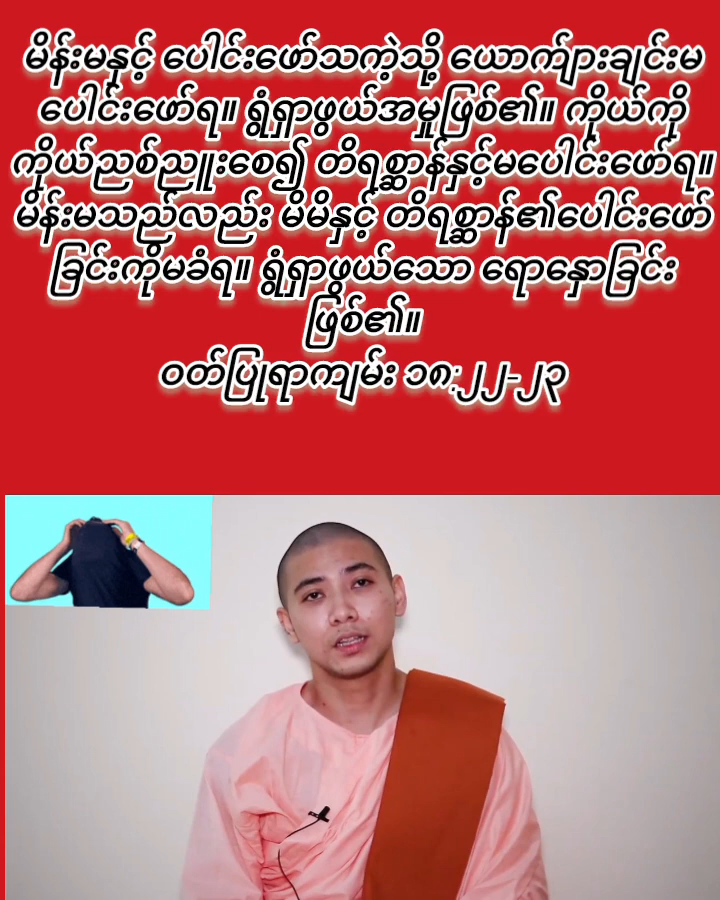 မိန်းမနှင့် ပေါင်းဖော်သကဲ့သို့ ယောက်ျားချင်းမ
ပေါင်းဖော်ရ။ ရွံရှာဖွယ်အမှုဖြစ်၏။ ကိုယ်ကို
ကိုယ်ညစ်ညူးစေ၍ တိရစ္ဆာန်နှင့်မပေါင်းဖော်ရ။
မိန်းမသည်လည်း မိမိနှင့် တိရစ္ဆာန်၏ပေါင်းဖော်
ခြင်းကိုမခံရ။ ရွံရှာဖွယ်သော ရောနှောခြင်း
ဖြစ်၏။
ဝတ်ပြုရာကျမ်း ၁၈:၂၂-၂၃